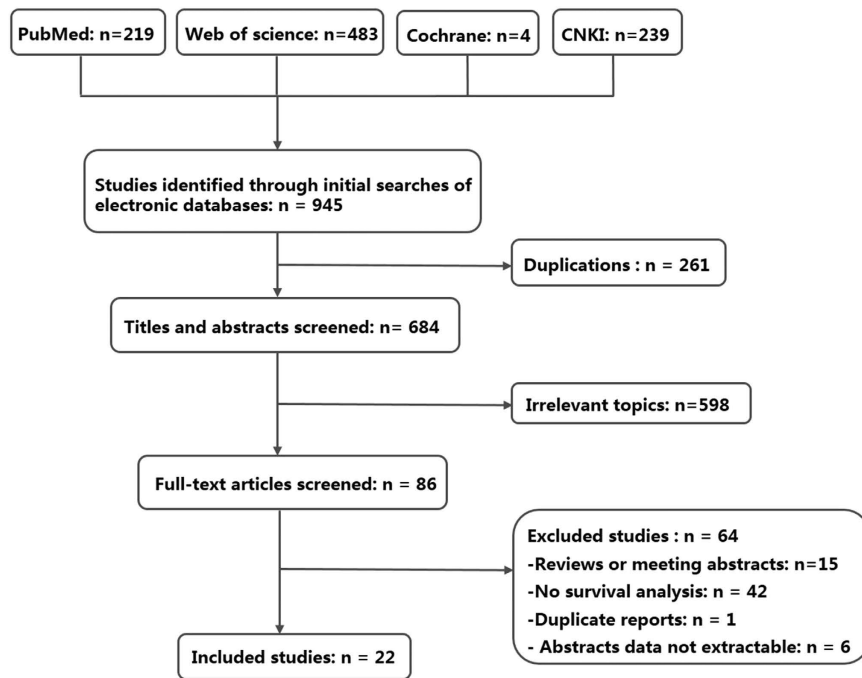 PubMed: n=219
Web of science: n=483
Cochrane: n=4
CNKI: n=239
Studies identified through initial searches of
electronic databases: n = 945
Duplications : n = 261
Titles and abstracts screened: n= 684
Irrelevant topics: n=598
Full-text articles screened: n = 86
Excluded studies : n = 64
-Reviews or meeting abstracts: n=15
-No survival analysis: n = 42
-Duplicate reports: n = 1
- Abstracts data not extractable: n = 6
Included studies: n = 22